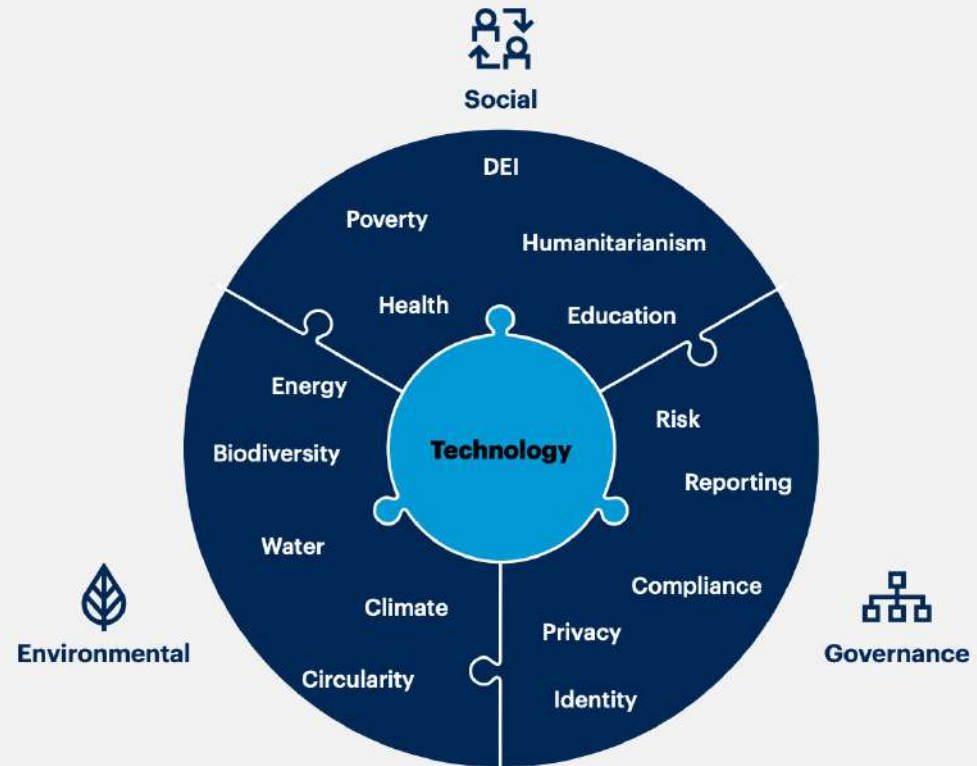 Social
DEI
Poverty
Humanitarianism
Health
Education
Energy
Risk
Biodiversity
Technology
Reporting
Water
Climate
Compliance
Privacy
Environmental
Governance
Circularity
Identity